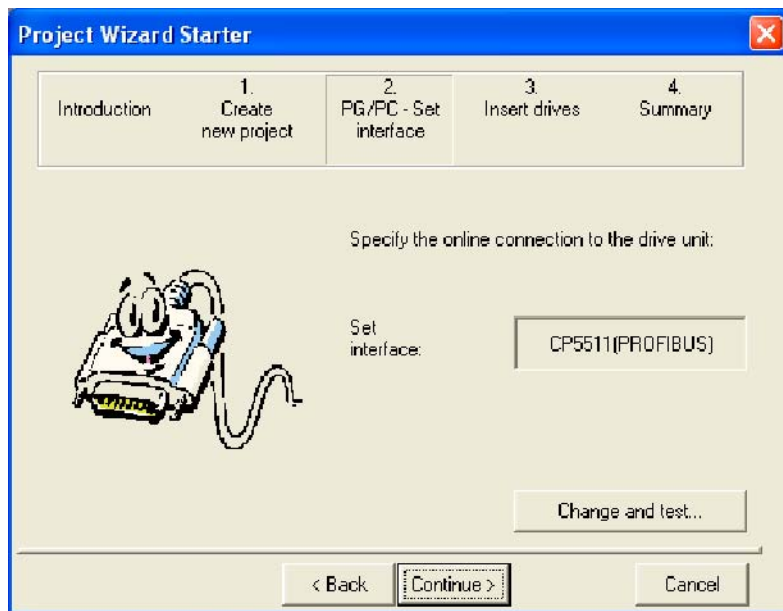 Project Wizard Starter
Introduction
1.
Create
new project
2.
PG/PC - Set
interface
3.
Insert drives
4.
Summary
Specify the online connection to the drive unit:
Set
interface:
CP5511(PROFIBUS)
Change and test...
< Back
Continue >
Cancel